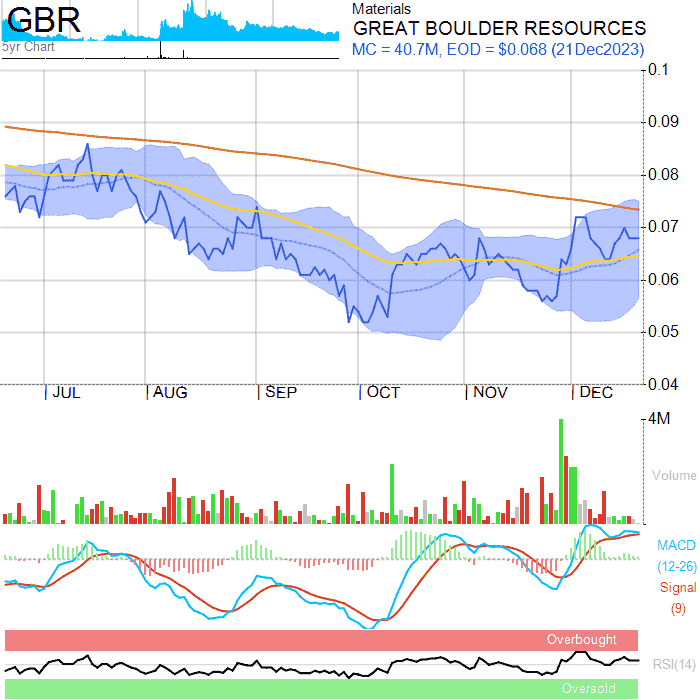 GBR
5yr Chart
Materials
GREAT BOULDER RESOURCES
MC = 40.7M, EOD = $0.068 (21Dec2023)
0.1
0.09
0.08
0.07
0.06
0.05
0.04
JUL AUG SEP OCT NOV DEC
4M
Volume
MACD
(12-26)
Signal
(9)
Overbought
RSI(14)
Oversold